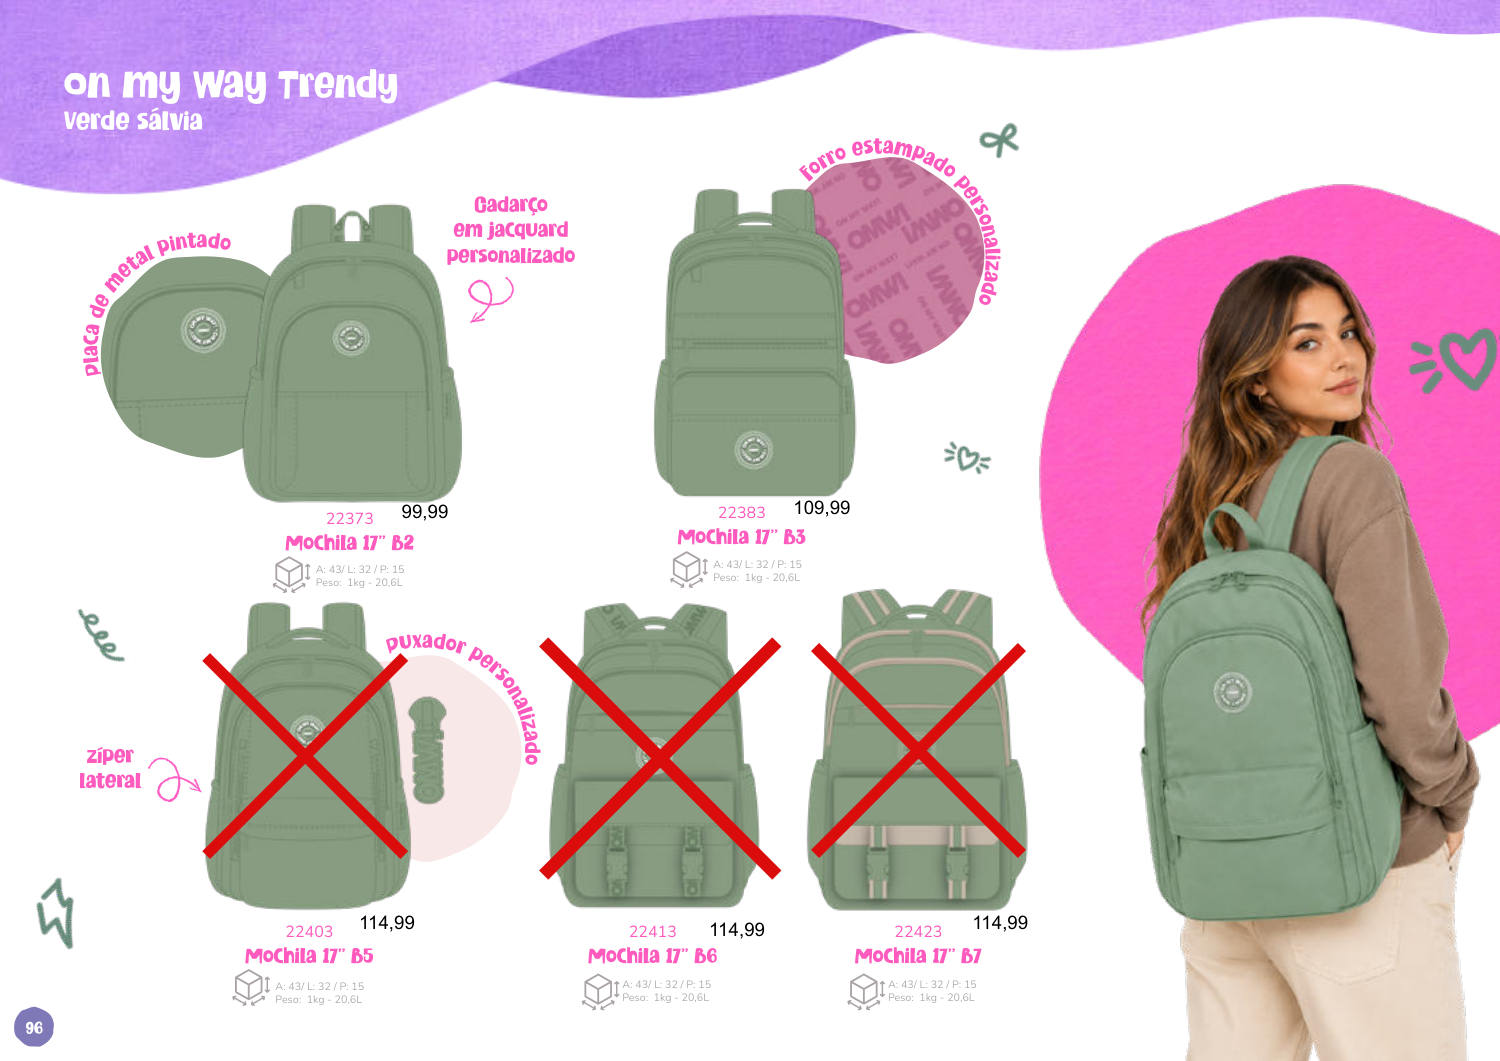 on my way Trendy
verde sálvia
Placa de metal pintado
Cadarço
em jacquard
personalizado
Forro estampado personalizado
22373
99,99
Mochila 17” B2
A: 43/ L: 32 / P: 15
Peso: 1kg - 20,6L
22383
109,99
Mochila 17” B3
A: 43/ L: 32 / P: 15
Peso: 1kg - 20,6L
Puxador personalizado
zíper
lateral
22403
114,99
Mochila 17” B5
A: 43/ L: 32 / P: 15
Peso: 1kg - 20,6L
22413
114,99
Mochila 17” B6
A: 43/ L: 32 / P: 15
Peso: 1kg - 20,6L
22423
114,99
Mochila 17” B7
A: 43/ L: 32 / P: 15
Peso: 1kg - 20,6L
96